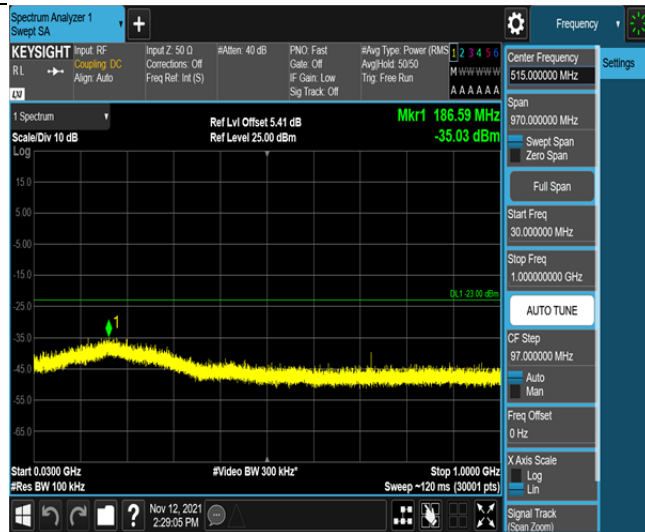 Spectrum Analyzer 1
Swept SA
Frequency
KEYSIGHT
RL
LXI
Input: RF
Coupling: DC
Align: Auto
Input Z: 50 Ω
Corrections: Off
Freq Ref: Int (S)
#Atten: 40 dB
PNO: Fast
Gate: Off
IF Gain: Low
Sig Track: Off
#Avg Type: Power (RMS
Avg|Hold: 50/50
Trig: Free Run
1 2 3 4 5 6
M W W W W W
A A A A A A
1 Spectrum
Scale/Div 10 dB
Log
Ref Lvl Offset 5.41 dB
Ref Level 25.00 dBm
Mkr1 186.59 MHz
-35.03 dBm
15.0
5.00
-5.00
-15.0
-25.0
-35.0
-45.0
-55.0
-65.0
DL1 -23.00 dBm
1
Start 0.0300 GHz
#Res BW 100 kHz
#Video BW 300 kHz*
Stop 1.0000 GHz
Sweep ~120 ms (30001 pts)
Center Frequency
515.000000 MHz
Settings
Span
970.000000 MHz
Swept Span
Zero Span
Full Span
Start Freq
30.000000 MHz
Stop Freq
1.000000000 GHz
AUTO TUNE
CF Step
97.000000 MHz
Auto
Man
Freq Offset
0 Hz
X Axis Scale
Log
Lin
Signal Track
(Span Zoom)
?
Nov 12, 2021
2:29:05 PM